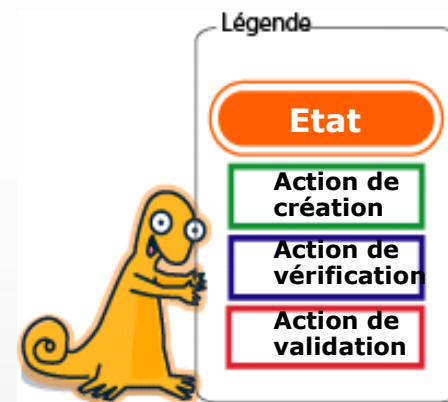 Légende
Etat
Action de
création
Action de
vérification
Action de
validation